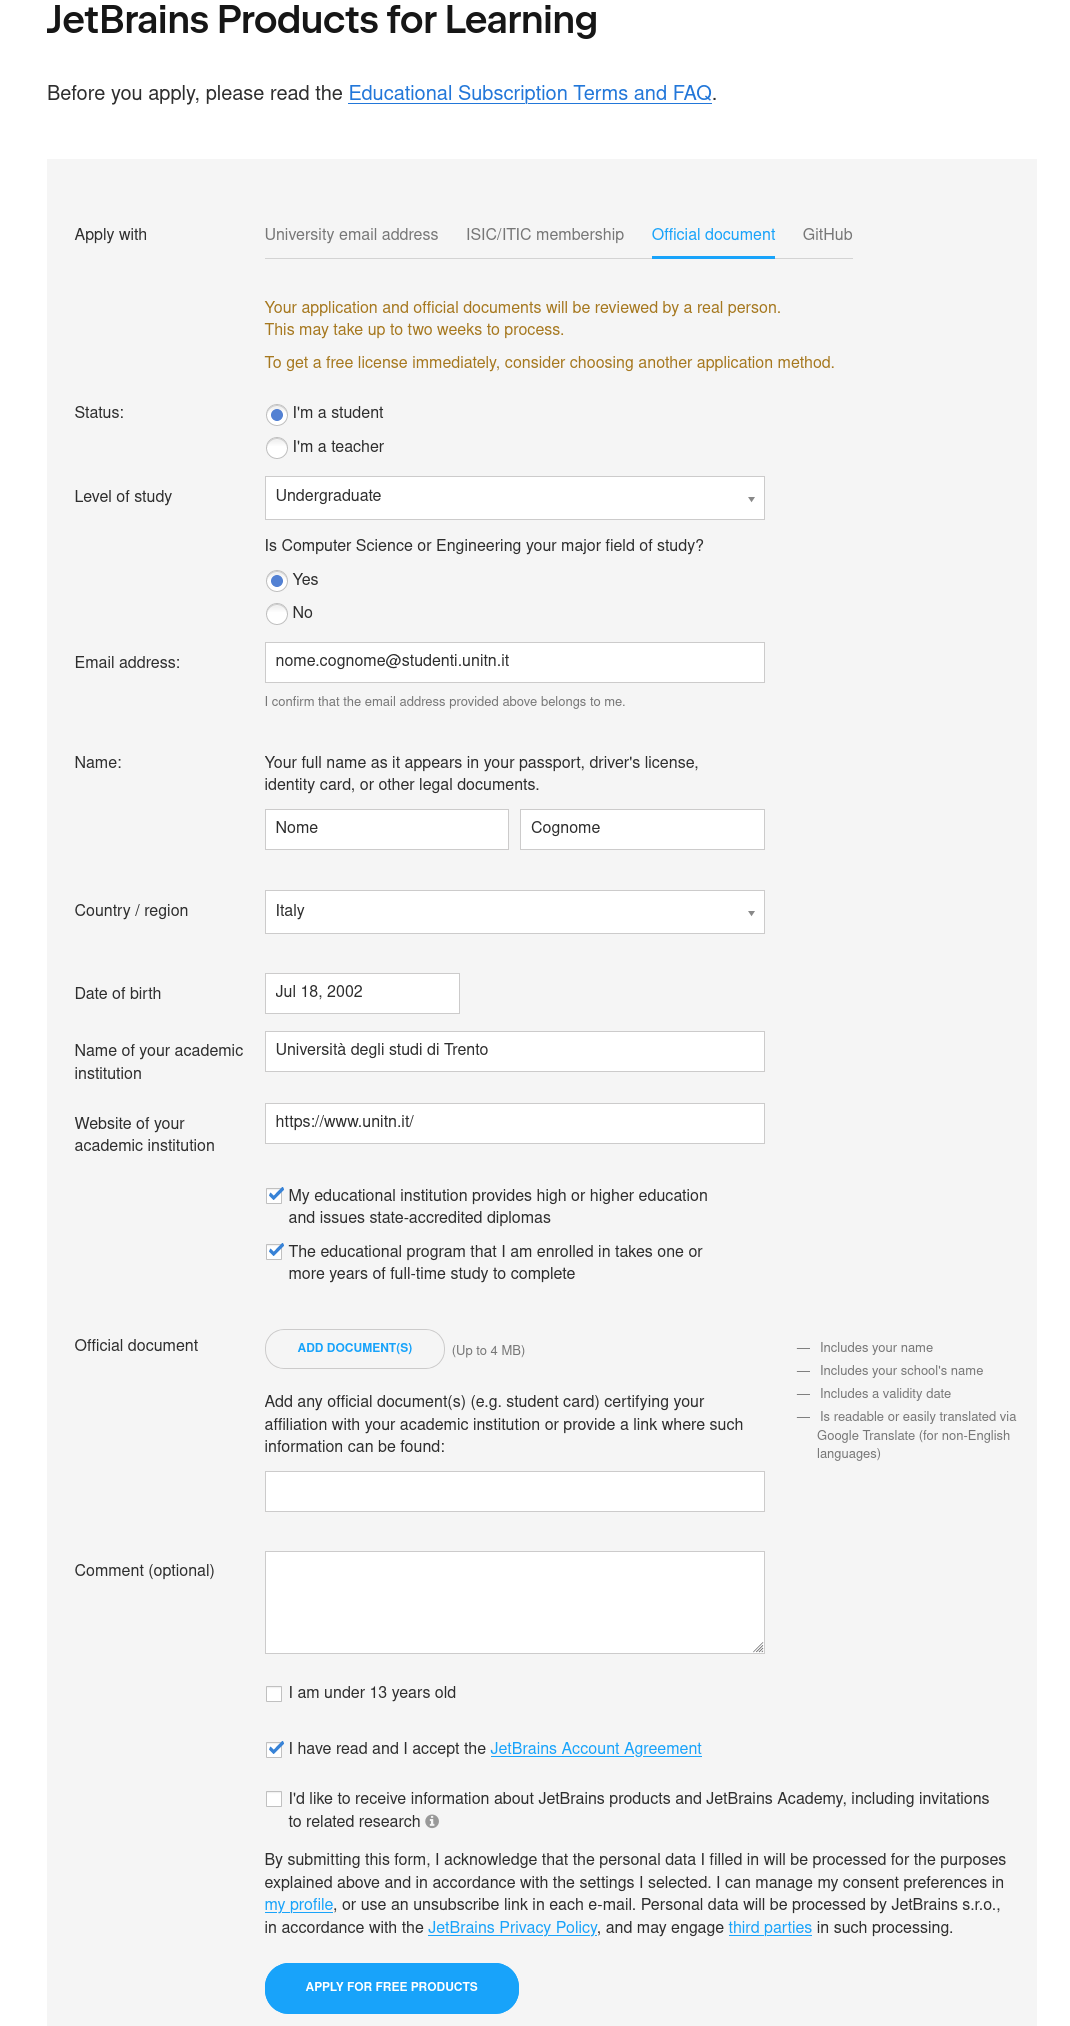 JetBrains Products for Learning
Before you apply, please read the Educational Subscription Terms and FAQ.
Apply with
University email address
ISIC/ITIC membership
Official document
GitHub
Your application and official documents will be reviewed by a real person.
This may take up to two weeks to process.
To get a free license immediately, consider choosing another application method.
Status:
I'm a student
I'm a teacher
Level of study
Undergraduate
Is Computer Science or Engineering your major field of study?
Yes
No
Email address:
nome.cognome@studenti.unitn.it
I confirm that the email address provided above belongs to me.
Name:
Your full name as it appears in your passport, driver's license,
identity card, or other legal documents.
Nome
Cognome
Country / region
Italy
Date of birth
Jul 18, 2002
Name of your academic
institution
Università degli studi di Trento
Website of your
academic institution
https://www.unitn.it/
My educational institution provides high or higher education
and issues state-accredited diplomas
The educational program that I am enrolled in takes one or
more years of full-time study to complete
Official document
ADD DOCUMENT(S)
(Up to 4 MB)
— Includes your name
— Includes your school's name
— Includes a validity date
— Is readable or easily translated via
Google Translate (for non-English
languages)
Add any official document(s) (e.g. student card) certifying your
affiliation with your academic institution or provide a link where such
information can be found:
Comment (optional)
I am under 13 years old
I have read and I accept the JetBrains Account Agreement
I'd like to receive information about JetBrains products and JetBrains Academy, including invitations
to related research
By submitting this form, I acknowledge that the personal data I filled in will be processed for the purposes
explained above and in accordance with the settings I selected. I can manage my consent preferences in
my profile, or use an unsubscribe link in each e-mail. Personal data will be processed by JetBrains s.r.o.,
in accordance with the JetBrains Privacy Policy, and may engage third parties in such processing.
APPLY FOR FREE PRODUCTS